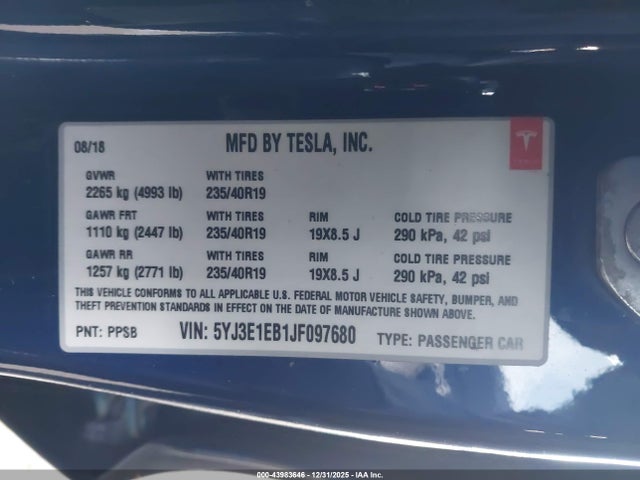 08/18 MFD BY TESLA, INC.
TESLA
GVWR WITH TIRES
2265 kg (4993 lb) 235/40R19
GAWR FRT WITH TIRES RIM COLD TIRE PRESSURE
1110 kg (2447 lb) 235/40R19 19X8.5 J 290 kPa, 42 psi
GAWR RR WITH TIRES RIM COLD TIRE PRESSURE
1257 kg (2771 lb) 235/40R19 19X8.5 J 290 kPa, 42 psi
THIS VEHICLE CONFORMS TO ALL APPLICABLE U.S. FEDERAL MOTOR VEHICLE SAFETY, BUMPER, AND
THEFT PREVENTION STANDARDS IN EFFECT ON THE DATE OF MANUFACTURE SHOWN ABOVE.
PNT: PPSB VIN: 5YJ3E1EB1JF097680 TYPE: PASSENGER CAR
000-43983646 - 12/31/2025 - IAA Inc.